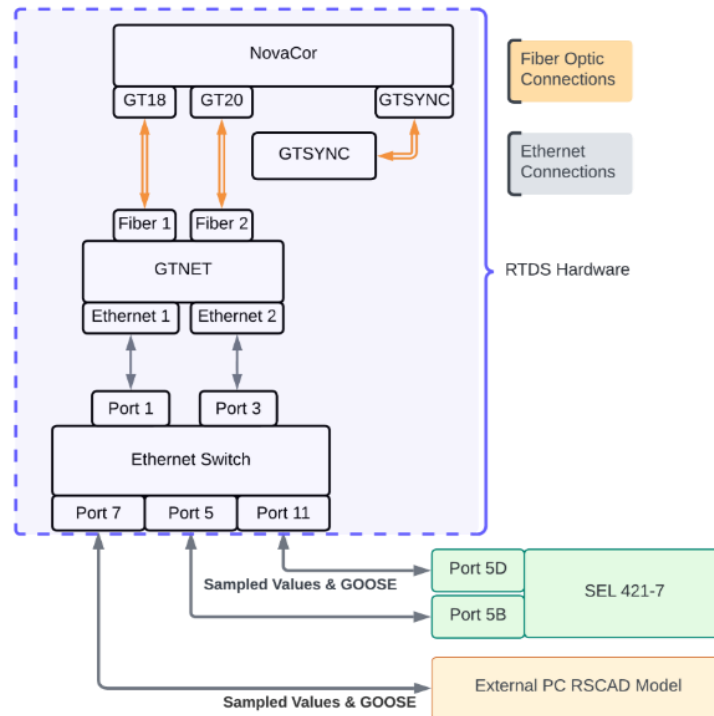 NovaCor
GT18
GT20
GTSYNC
GTSYNC
Fiber Optic
Connections
Ethernet
Connections
Fiber 1
Fiber 2
GTNET
RTDS Hardware
Ethernet 1
Ethernet 2
Port 1
Port 3
Ethernet Switch
Port 7
Port 5
Port 11
Sampled Values & GOOSE
Port 5D
SEL 421-7
Port 5B
External PC RSCAD Model
Sampled Values & GOOSE